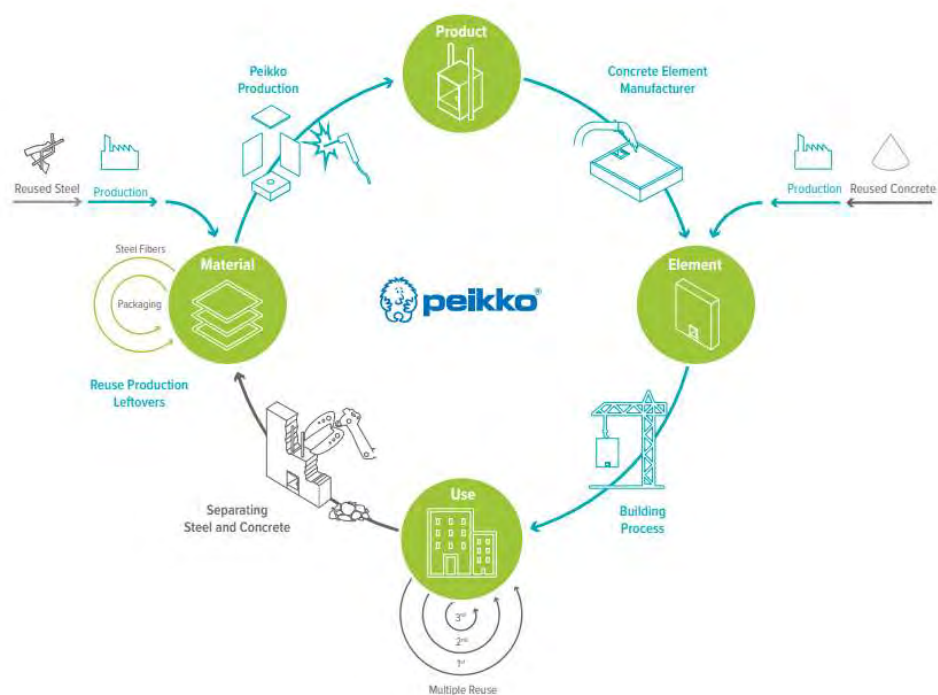 Product
Peikko
Production
Concrete Element
Manufacturer
Reused Steel
Production
Production
Reused Concrete
Steel Fibers
Packaging
Material
peikko®
Element
Reuse Production
Leftovers
Separating
Steel and Concrete
Use
Building
Process
3rd
2nd
1st
Multiple Reuse